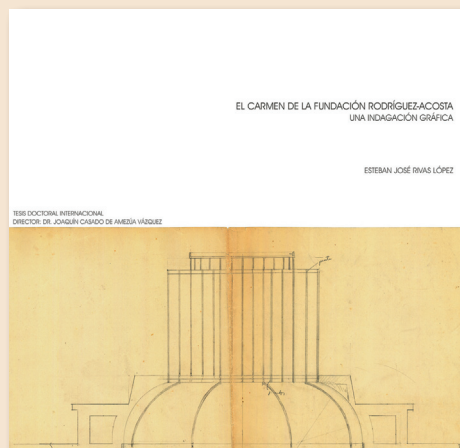 EL CARMEN DE LA FUNDACIÓN RODRÍGUEZ-ACOSTA
UNA INDAGACIÓN GRÁFICA
ESTEBAN JOSÉ RIVAS LÓPEZ
TESIS DOCTORAL INTERNACIONAL
DIRECTOR: DR. JOAQUÍN CASADO DE AMEZÚA VÁZQUEZ